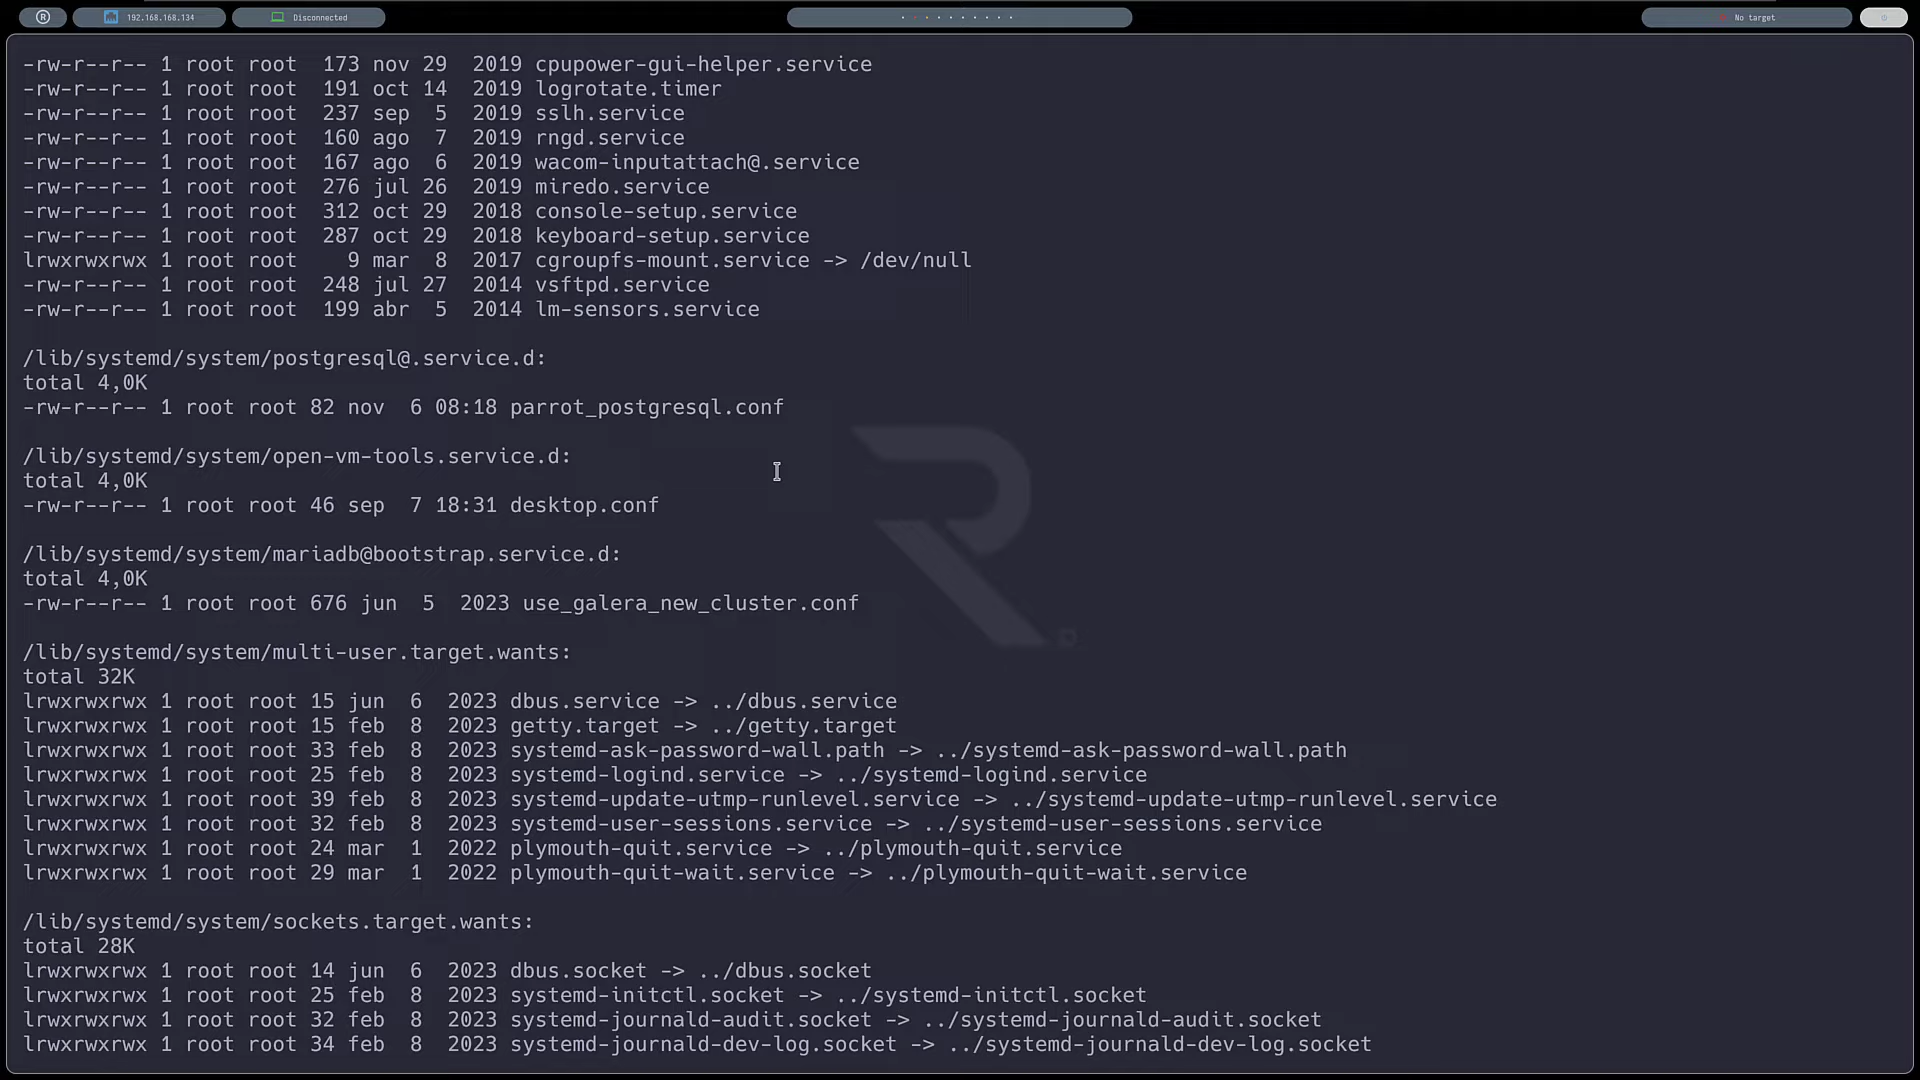 R 192.168.168.134 Disconnected No target
-rw-r--r-- 1 root root  173 nov 29  2019 cpupower-gui-helper.service
-rw-r--r-- 1 root root  191 oct 14  2019 logrotate.timer
-rw-r--r-- 1 root root  237 sep  5  2019 sslh.service
-rw-r--r-- 1 root root  160 ago  7  2019 rngd.service
-rw-r--r-- 1 root root  167 ago  6  2019 wacom-inputattach@.service
-rw-r--r-- 1 root root  276 jul 26  2019 miredo.service
-rw-r--r-- 1 root root  312 oct 29  2018 console-setup.service
-rw-r--r-- 1 root root  287 oct 29  2018 keyboard-setup.service
lrwxrwxrwx 1 root root    9 mar  8  2017 cgroupfs-mount.service -> /dev/null
-rw-r--r-- 1 root root  248 jul 27  2014 vsftpd.service
-rw-r--r-- 1 root root  199 abr  5  2014 lm-sensors.service
/lib/systemd/system/postgresql@.service.d:
total 4,0K
-rw-r--r-- 1 root root 82 nov  6 08:18 parrot_postgresql.conf
/lib/systemd/system/open-vm-tools.service.d:
total 4,0K
-rw-r--r-- 1 root root 46 sep  7 18:31 desktop.conf
/lib/systemd/system/mariadb@bootstrap.service.d:
total 4,0K
-rw-r--r-- 1 root root 676 jun  5  2023 use_galera_new_cluster.conf
/lib/systemd/system/multi-user.target.wants:
total 32K
lrwxrwxrwx 1 root root 15 jun  6  2023 dbus.service -> ../dbus.service
lrwxrwxrwx 1 root root 15 feb  8  2023 getty.target -> ../getty.target
lrwxrwxrwx 1 root root 33 feb  8  2023 systemd-ask-password-wall.path -> ../systemd-ask-password-wall.path
lrwxrwxrwx 1 root root 25 feb  8  2023 systemd-logind.service -> ../systemd-logind.service
lrwxrwxrwx 1 root root 39 feb  8  2023 systemd-update-utmp-runlevel.service -> ../systemd-update-utmp-runlevel.service
lrwxrwxrwx 1 root root 32 feb  8  2023 systemd-user-sessions.service -> ../systemd-user-sessions.service
lrwxrwxrwx 1 root root 24 mar  1  2022 plymouth-quit.service -> ../plymouth-quit.service
lrwxrwxrwx 1 root root 29 mar  1  2022 plymouth-quit-wait.service -> ../plymouth-quit-wait.service
/lib/systemd/system/sockets.target.wants:
total 28K
lrwxrwxrwx 1 root root 14 jun  6  2023 dbus.socket -> ../dbus.socket
lrwxrwxrwx 1 root root 25 feb  8  2023 systemd-initctl.socket -> ../systemd-initctl.socket
lrwxrwxrwx 1 root root 32 feb  8  2023 systemd-journald-audit.socket -> ../systemd-journald-audit.socket
lrwxrwxrwx 1 root root 34 feb  8  2023 systemd-journald-dev-log.socket -> ../systemd-journald-dev-log.socket